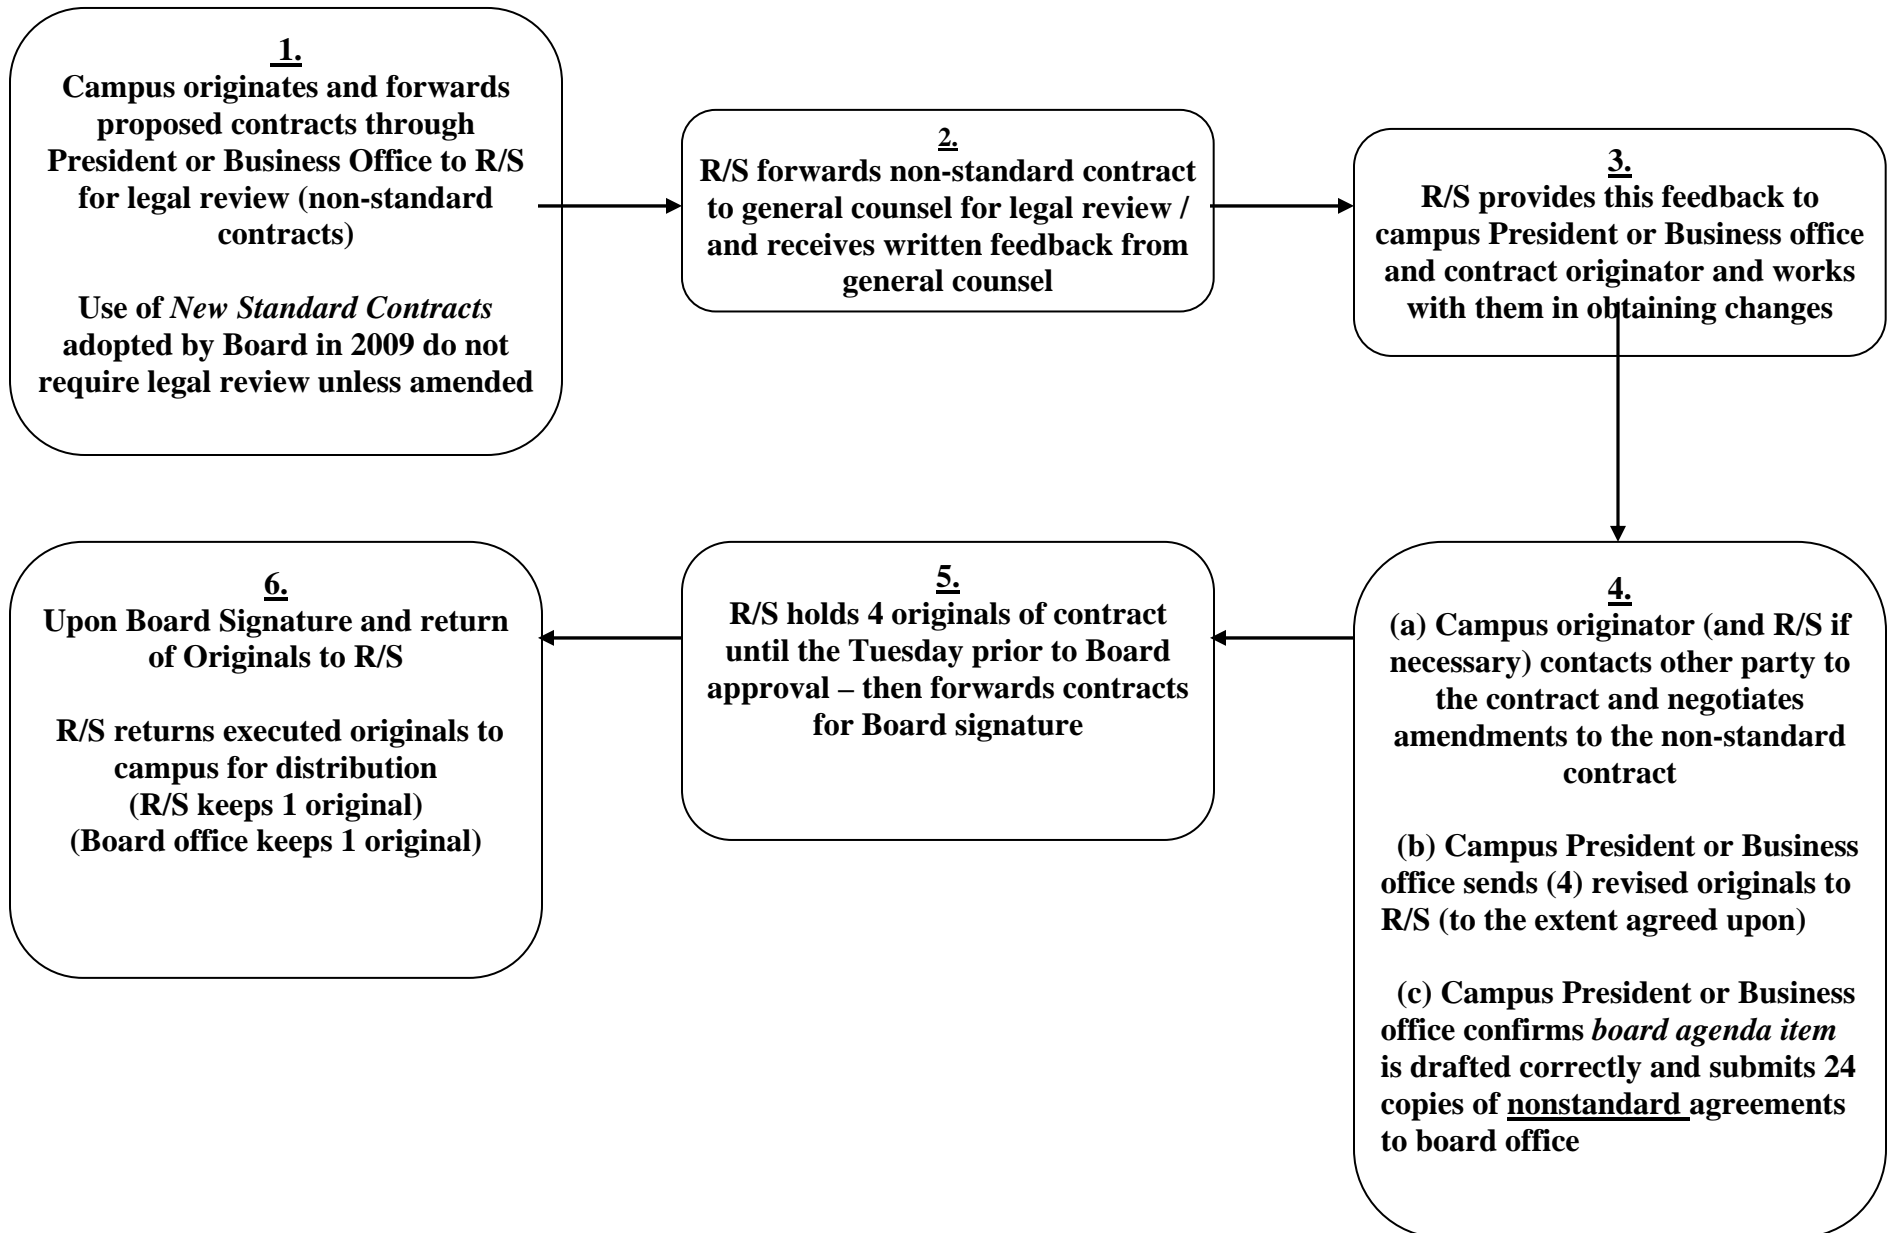 1.
Campus originates and forwards
proposed contracts through
President or Business Office to R/S
for legal review (non-standard
contracts)
Use of New Standard Contracts
adopted by Board in 2009 do not
require legal review unless amended
2.
R/S forwards non-standard contract
to general counsel for legal review /
and receives written feedback from
general counsel
3.
R/S provides this feedback to
campus President or Business office
and contract originator and works
with them in obtaining changes
4.
(a) Campus originator (and R/S if
necessary) contacts other party to
the contract and negotiates
amendments to the non-standard
contract
(b) Campus President or Business
office sends (4) revised originals to
R/S (to the extent agreed upon)
(c) Campus President or Business
office confirms board agenda item
is drafted correctly and submits 24
copies of nonstandard agreements
to board office
5.
R/S holds 4 originals of contract
until the Tuesday prior to Board
approval – then forwards contracts
for Board signature
6.
Upon Board Signature and return
of Originals to R/S
R/S returns executed originals to
campus for distribution
(R/S keeps 1 original)
(Board office keeps 1 original)